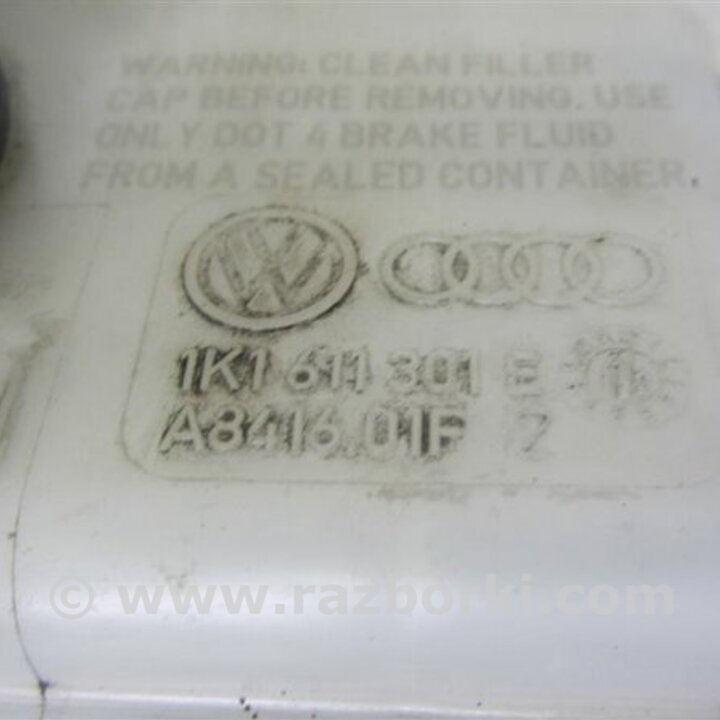 WARNING: CLEAN FILLER
CAP BEFORE REMOVING. USE
ONLY DOT 4 BRAKE FLUID
FROM A SEALED CONTAINER.
1K1 611 301 E
A8416.01F Z
© www.razborki.com